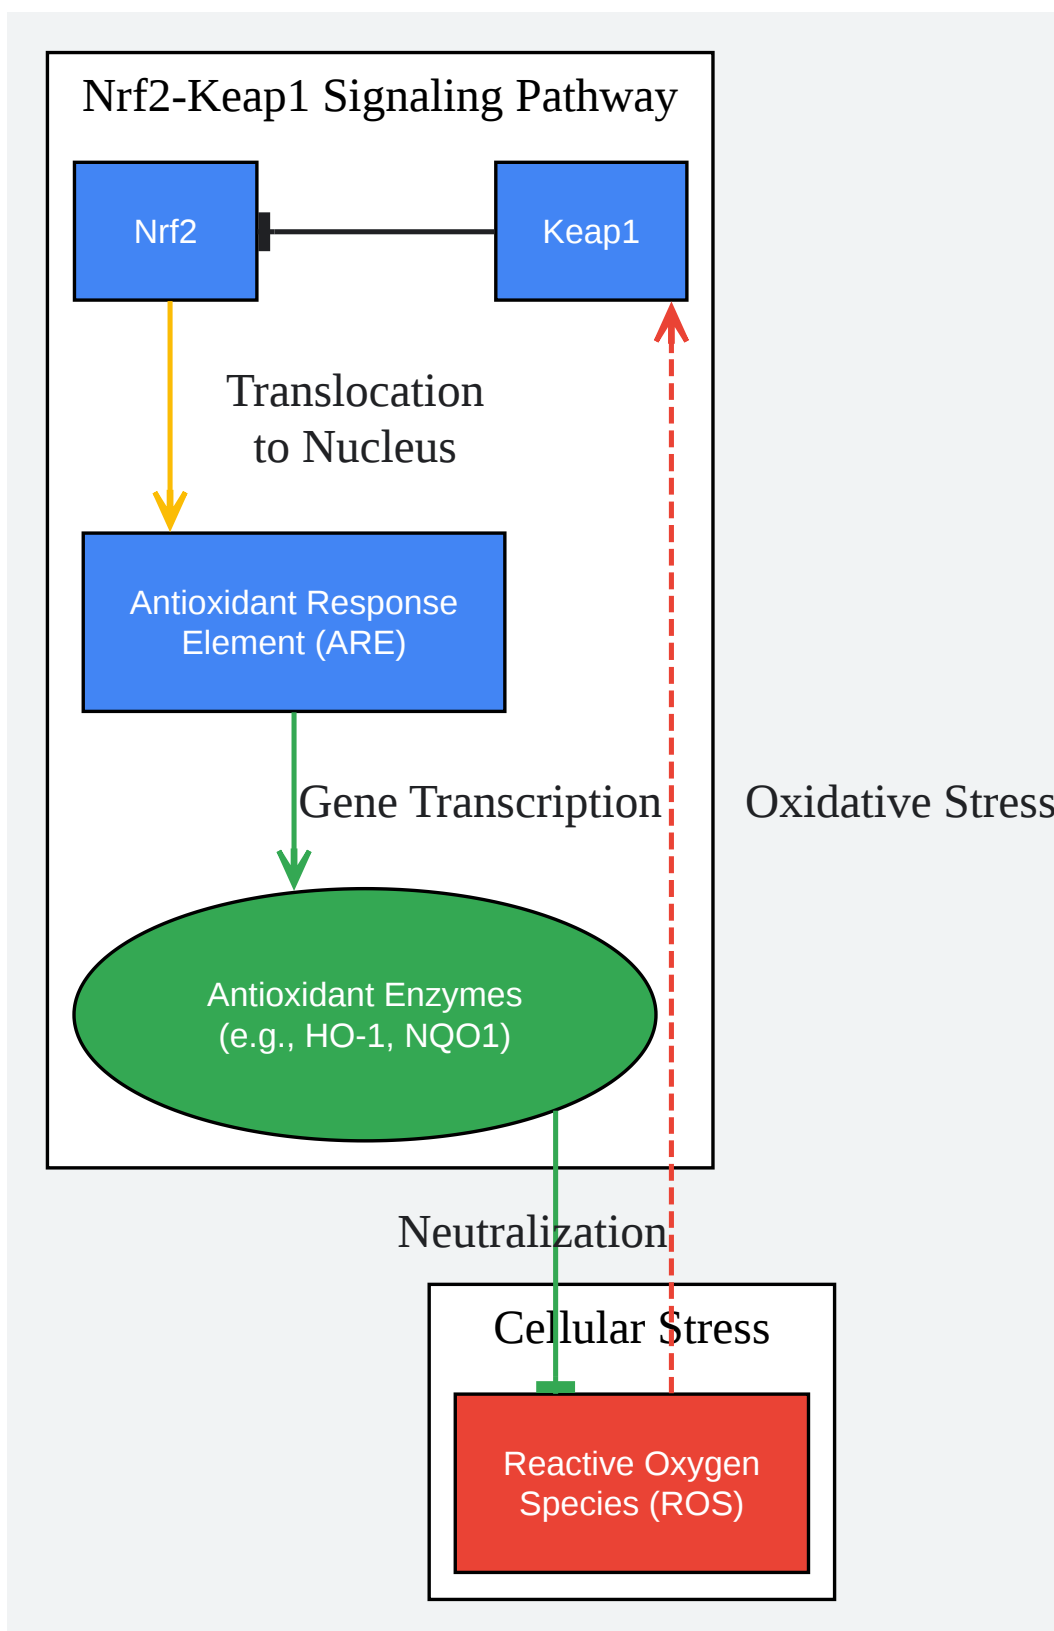 Nrf2-Keap1 Signaling Pathway
Nrf2
Keap1
Translocation
to Nucleus
Antioxidant Response
Element (ARE)
Gene Transcription
Oxidative Stress
Antioxidant Enzymes
(e.g., HO-1, NQO1)
Neutralization
Cellular Stress
Reactive Oxygen
Species (ROS)